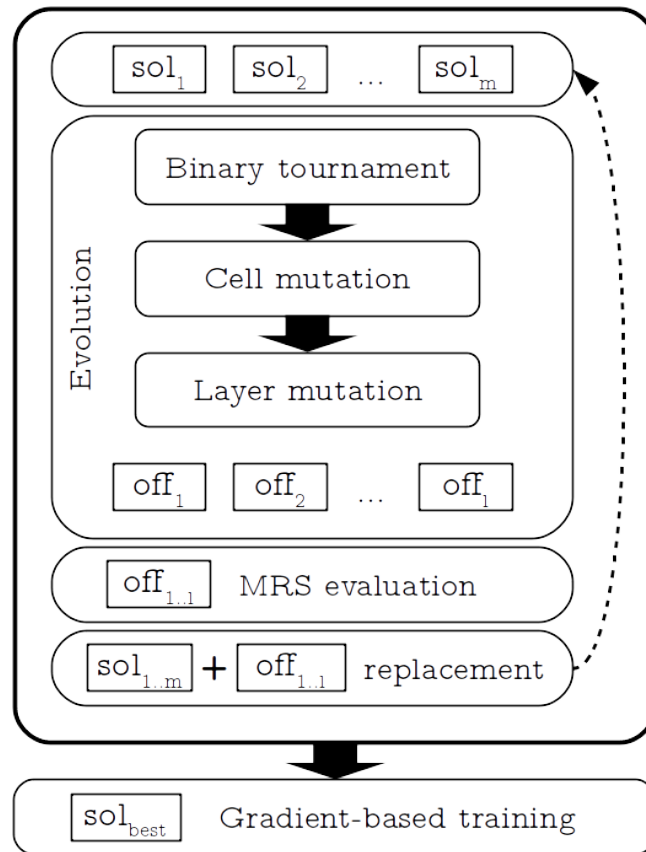 sol1 sol2 ... solm
Binary tournament
Cell mutation
Evolution
Layer mutation
off1 off2 ... offl
off1..l MRS evaluation
sol1..m + off1..l replacement
solbest Gradient-based training